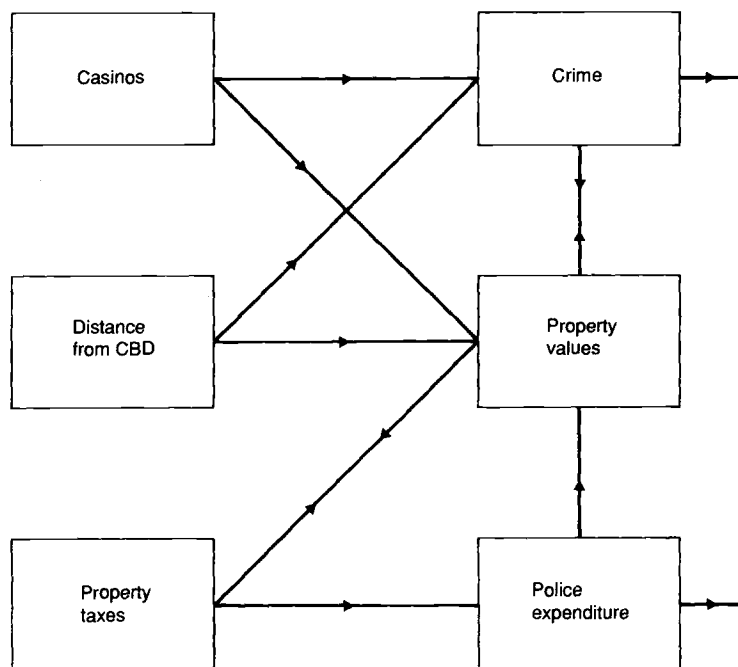 Casinos
Crime
Distance
from CBD
Property
values
Property
taxes
Police
expenditure